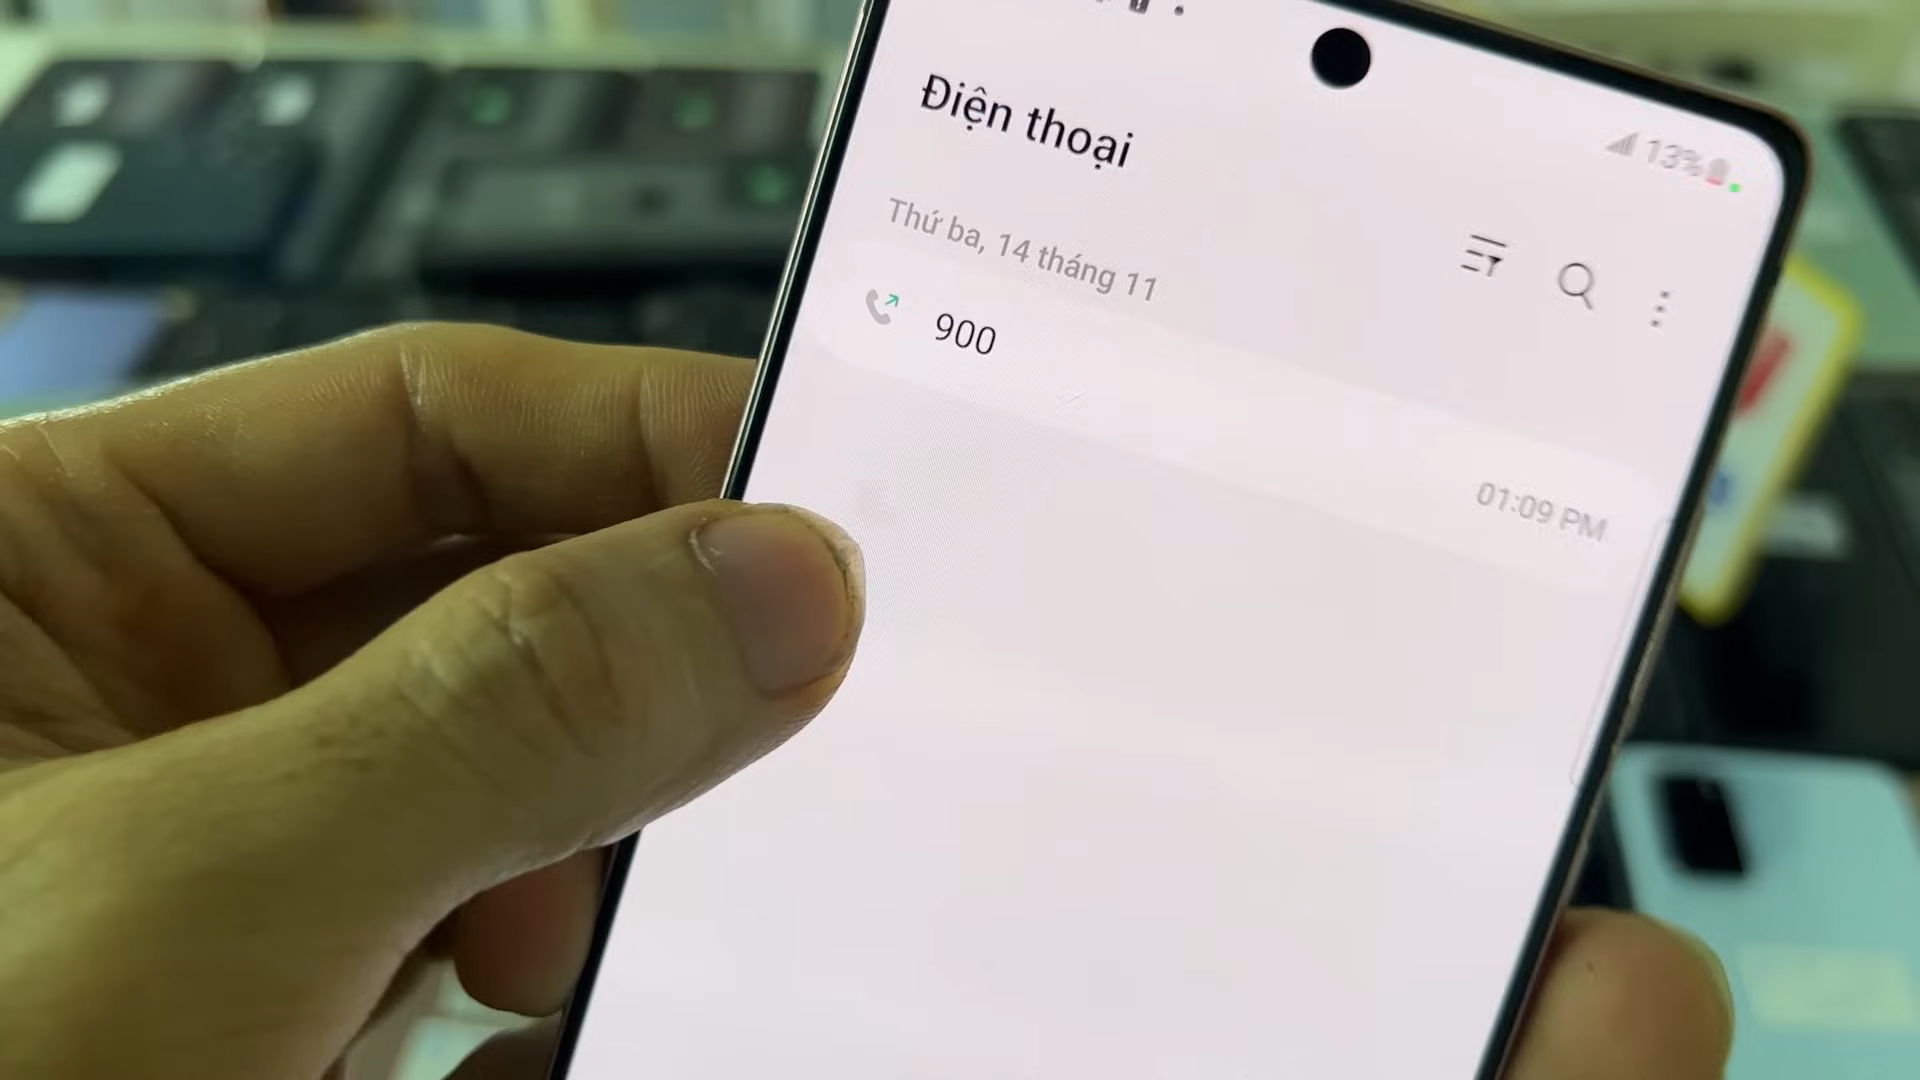 13%
Điện thoại
Thứ ba, 14 tháng 11
900
01:09 PM